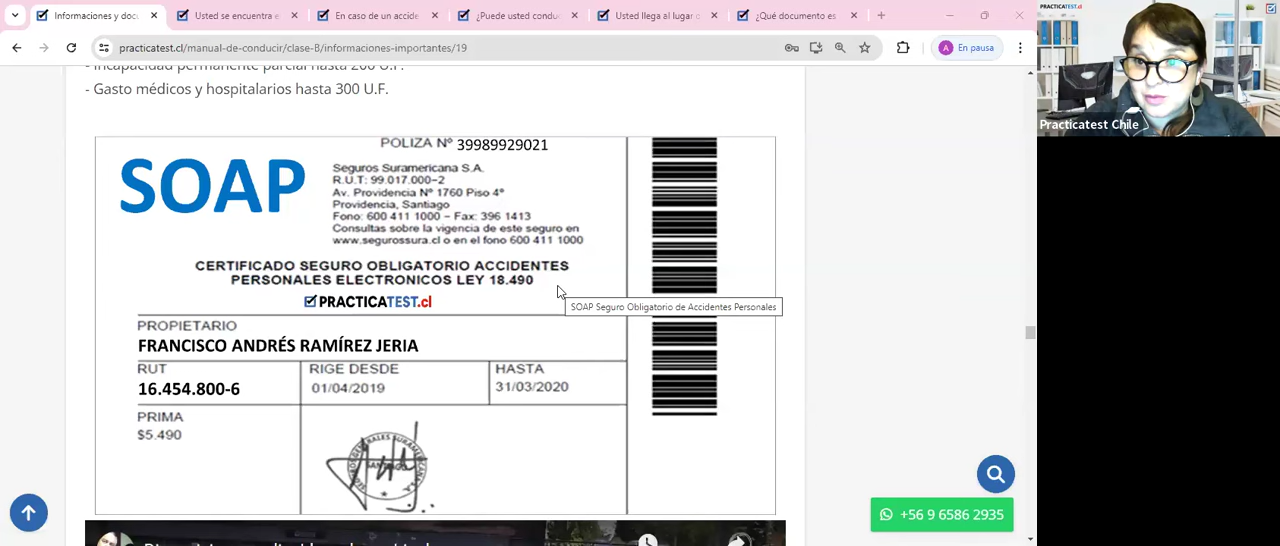 Informaciones y docu
Usted se encuentra e
En caso de un accide
¿Puede usted condu
Usted llega al lugar o
¿Qué documento es
practicatest.cl/manual-de-conducir/clase-B/informaciones-importantes/19
A En pausa
PRACTICATEST.cl
Practicatest Chile
- Incapacidad permanente parcial hasta 200 U.F.
- Gasto médicos y hospitalarios hasta 300 U.F.
POLIZA Nº 39989929021
SOAP
Seguros Suramericana S.A.
R.U.T: 99.017.000-2
Av. Providencia Nº 1760 Piso 4º
Providencia, Santiago
Fono: 600 411 1000 - Fax: 396 1413
Consultas sobre la vigencia de este seguro en
www.segurossura.cl o en el fono 600 411 1000
CERTIFICADO SEGURO OBLIGATORIO ACCIDENTES
PERSONALES ELECTRONICOS LEY 18.490
PRACTICATEST.cl
SOAP Seguro Obligatorio de Accidentes Personales
PROPIETARIO
FRANCISCO ANDRÉS RAMÍREZ JERIA
RUT
16.454.800-6
RIGE DESDE
01/04/2019
HASTA
31/03/2020
PRIMA
$5.490
+56 9 6586 2935